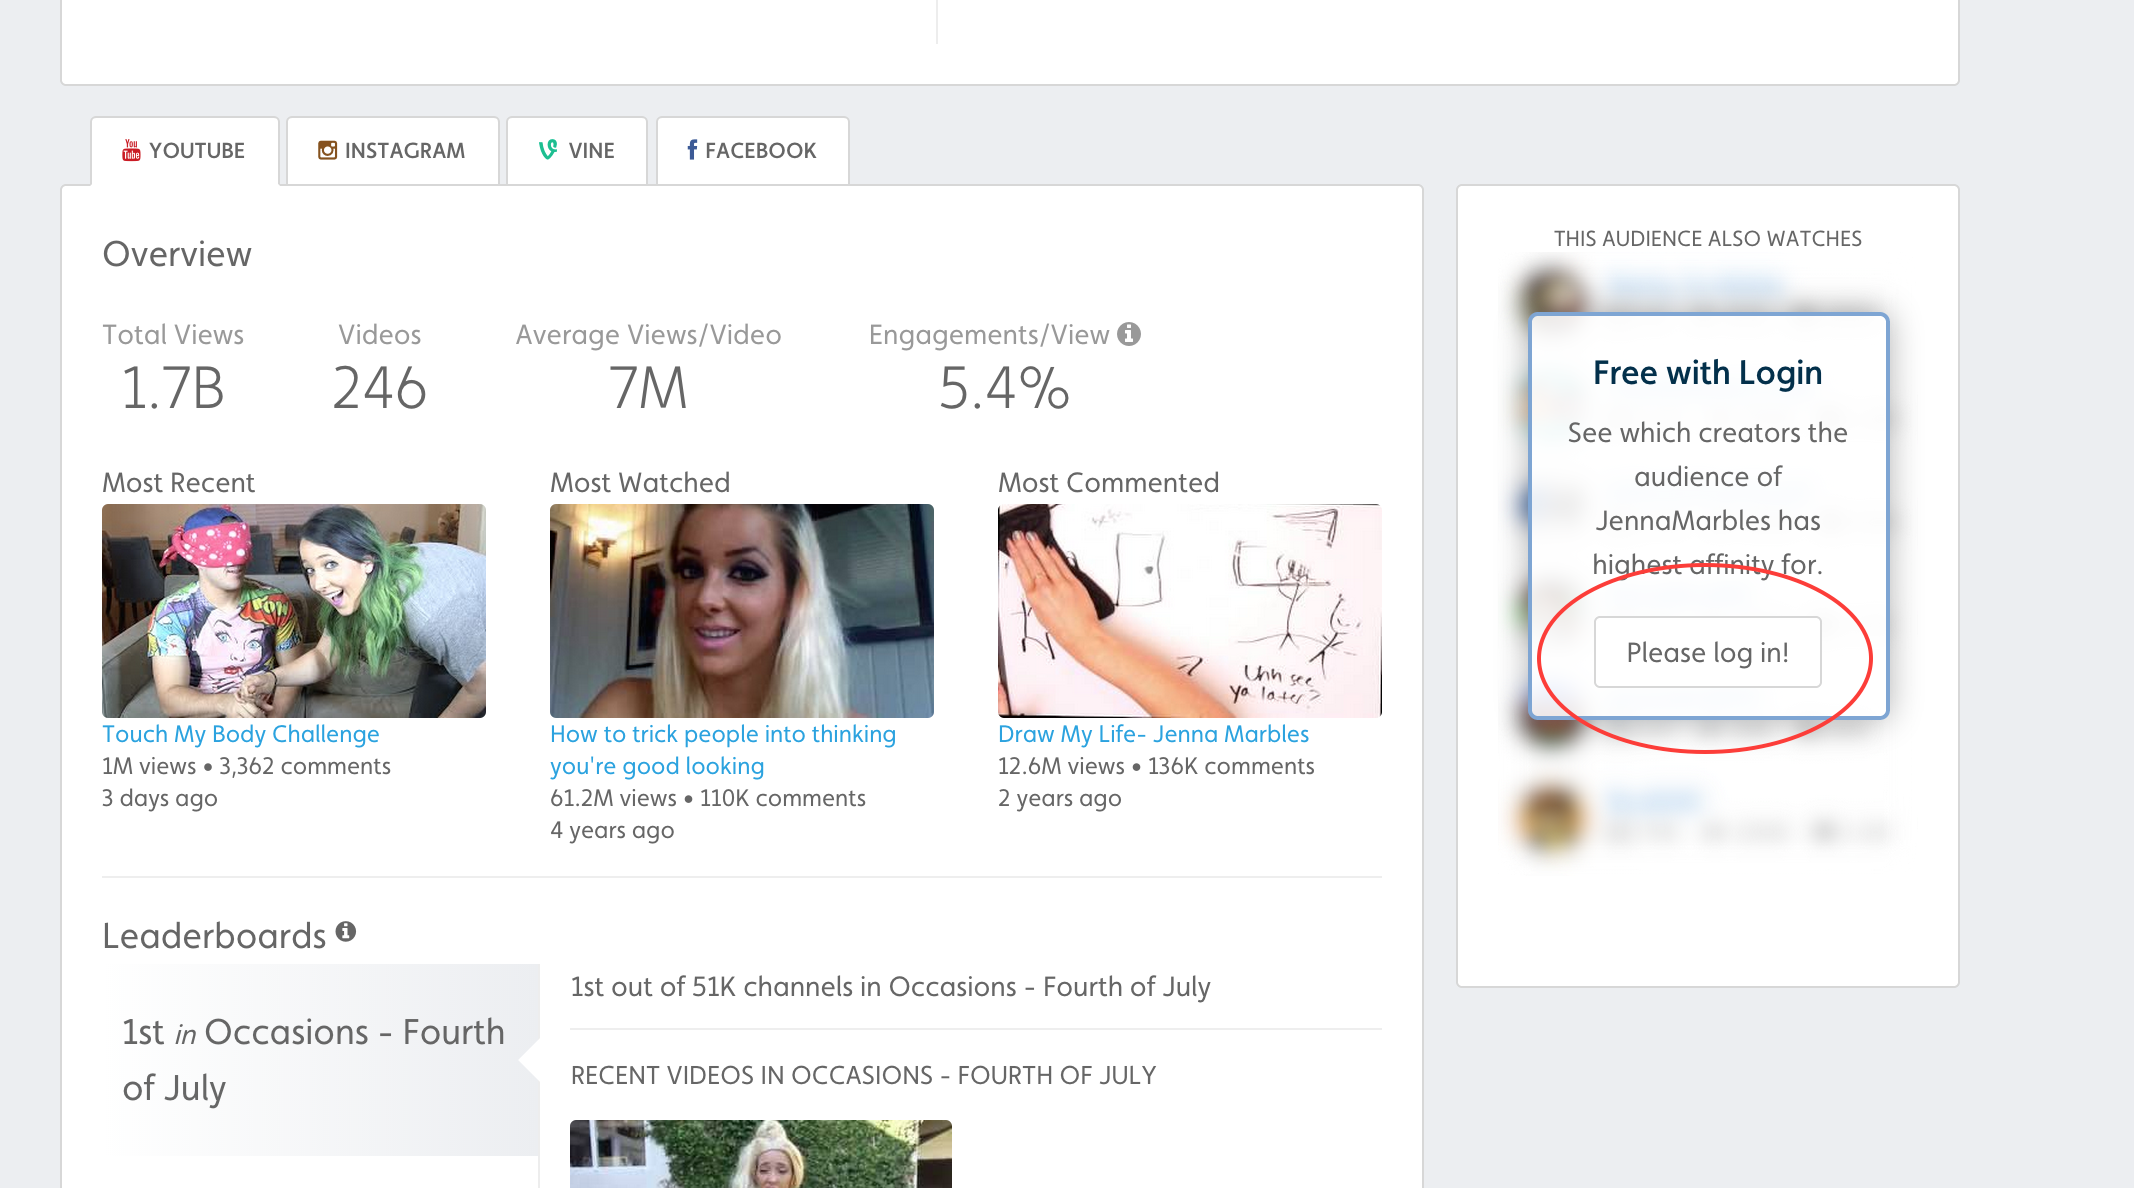 YOUTUBE
INSTAGRAM
VINE
FACEBOOK
Overview
Total Views
1.7B
Videos
246
Average Views/Video
7M
Engagements/View
5.4%
Most Recent
Touch My Body Challenge
1M views • 3,362 comments
3 days ago
Most Watched
How to trick people into thinking
you're good looking
61.2M views • 110K comments
4 years ago
Most Commented
Uhh see
ya later?
Draw My Life- Jenna Marbles
12.6M views • 136K comments
2 years ago
Leaderboards
1st in Occasions - Fourth
of July
1st out of 51K channels in Occasions - Fourth of July
RECENT VIDEOS IN OCCASIONS - FOURTH OF JULY
THIS AUDIENCE ALSO WATCHES
Free with Login
See which creators the
audience of
JennaMarbles has
highest affinity for.
Please log in!